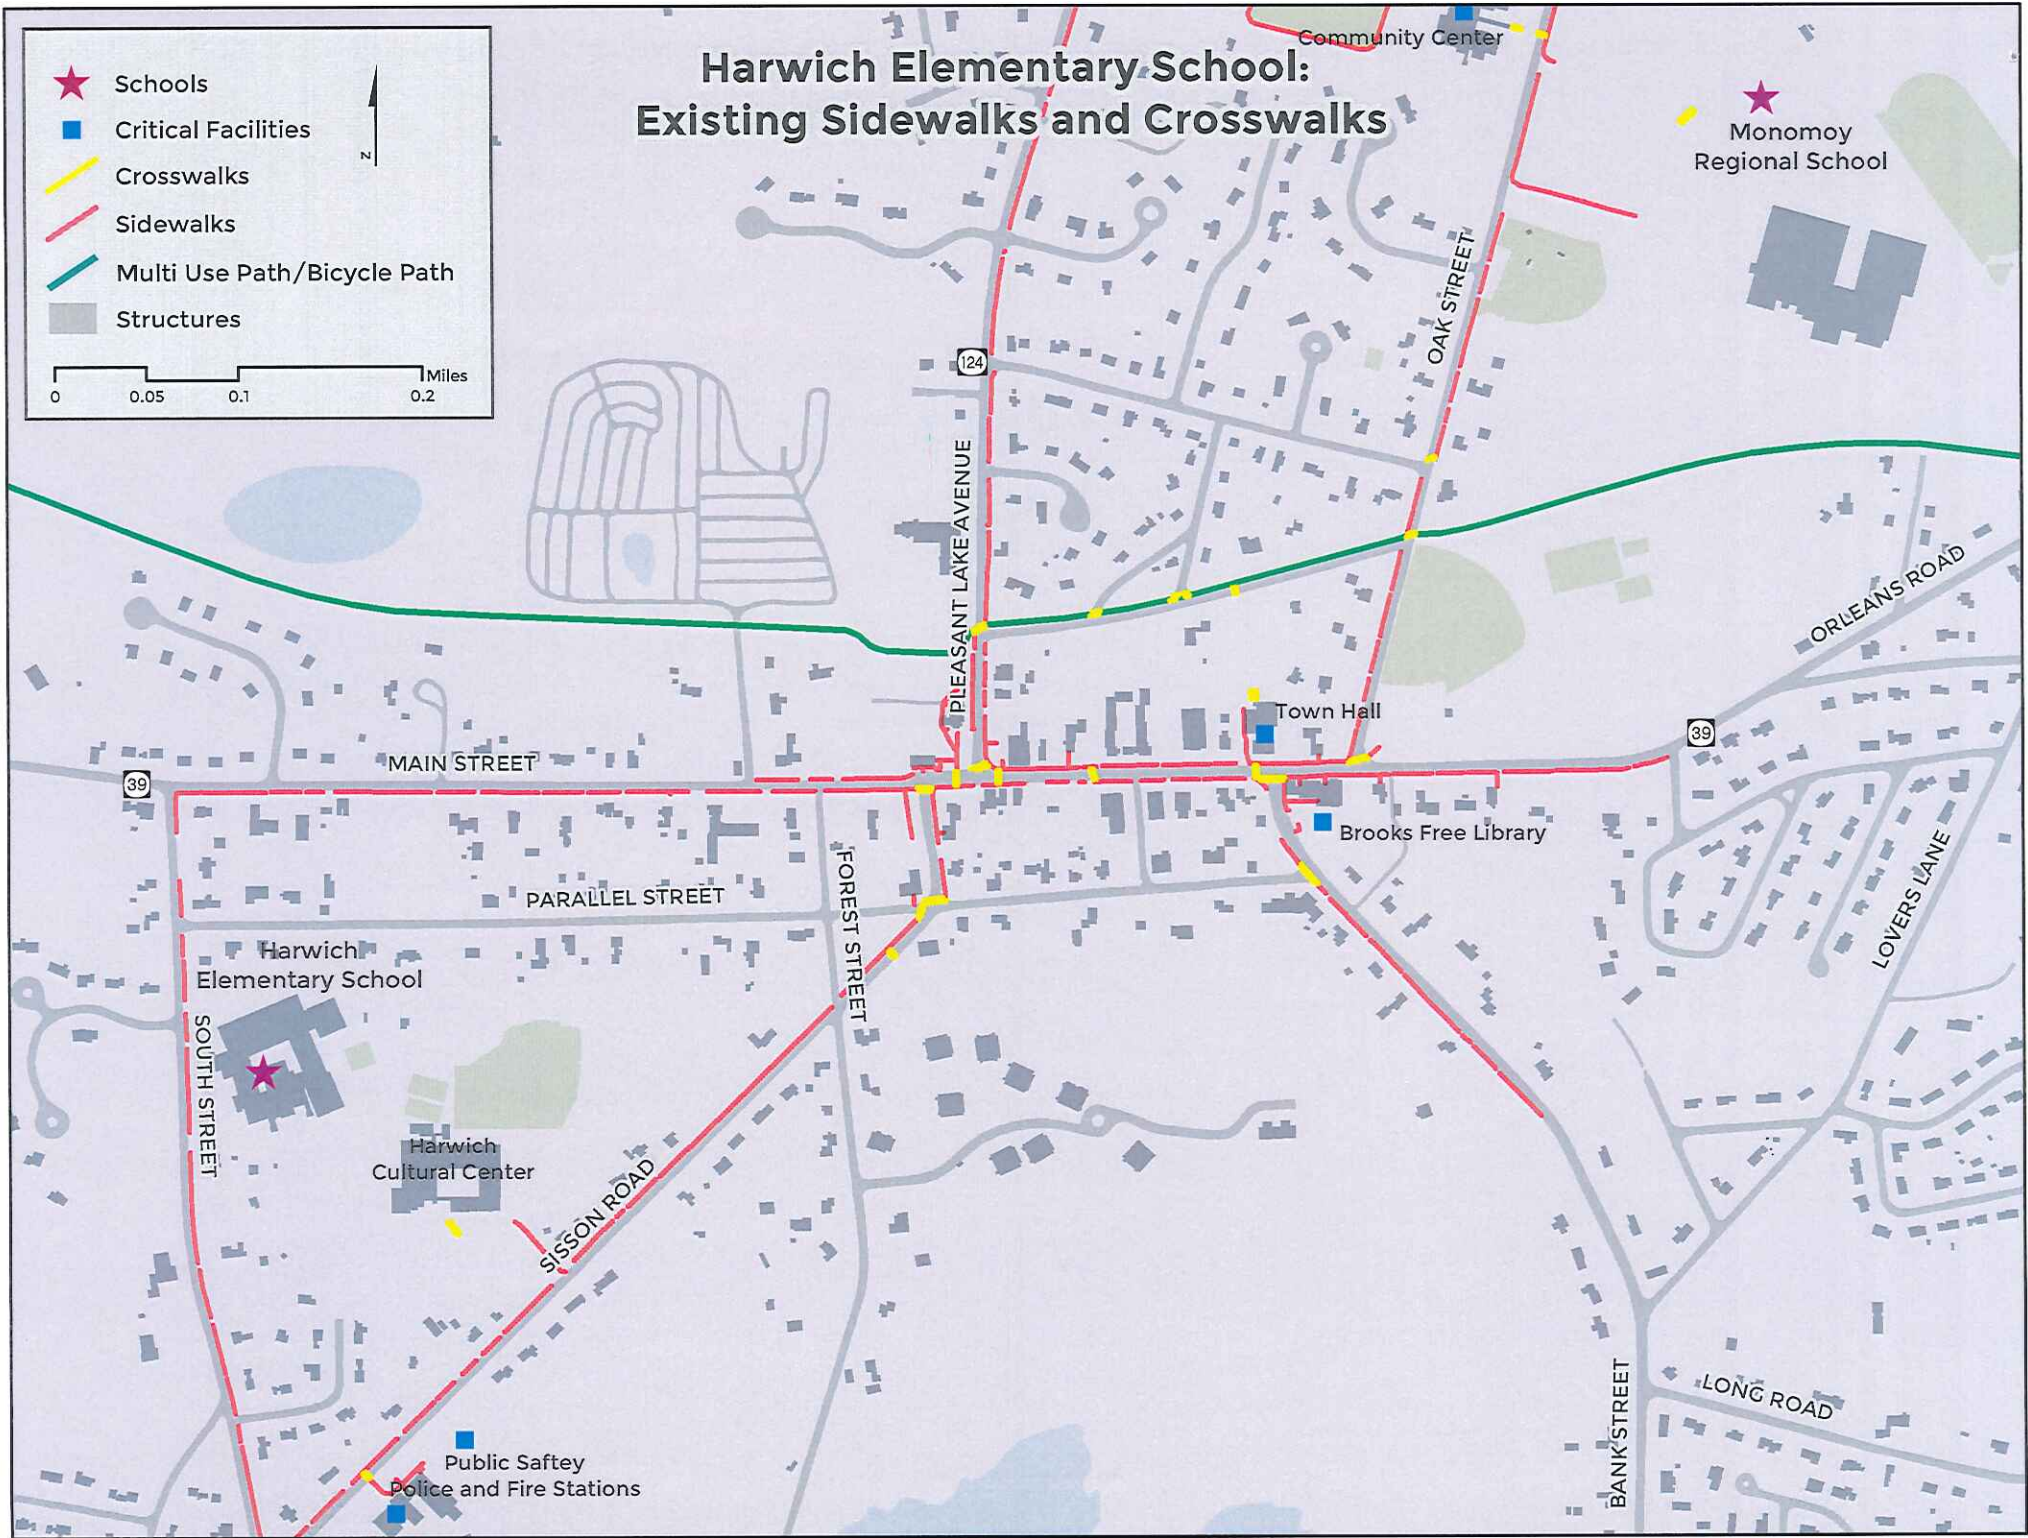 Harwich Elementary School:
Existing Sidewalks and Crosswalks
Schools
Critical Facilities
Crosswalks
Sidewalks
Multi Use Path/Bicycle Path
Structures
N
Miles
0 0.05 0.1 0.2
Community Center
Monomoy
Regional School
OAK STREET
124
PLEASANT LAKE AVENUE
ORLEANS ROAD
Town Hall
39
MAIN STREET
39
Brooks Free Library
LOVERS LANE
PARALLEL STREET
FOREST STREET
Harwich
Elementary School
SOUTH STREET
Harwich
Cultural Center
SISSON ROAD
BANK STREET
LONG ROAD
Public Saftey
Police and Fire Stations